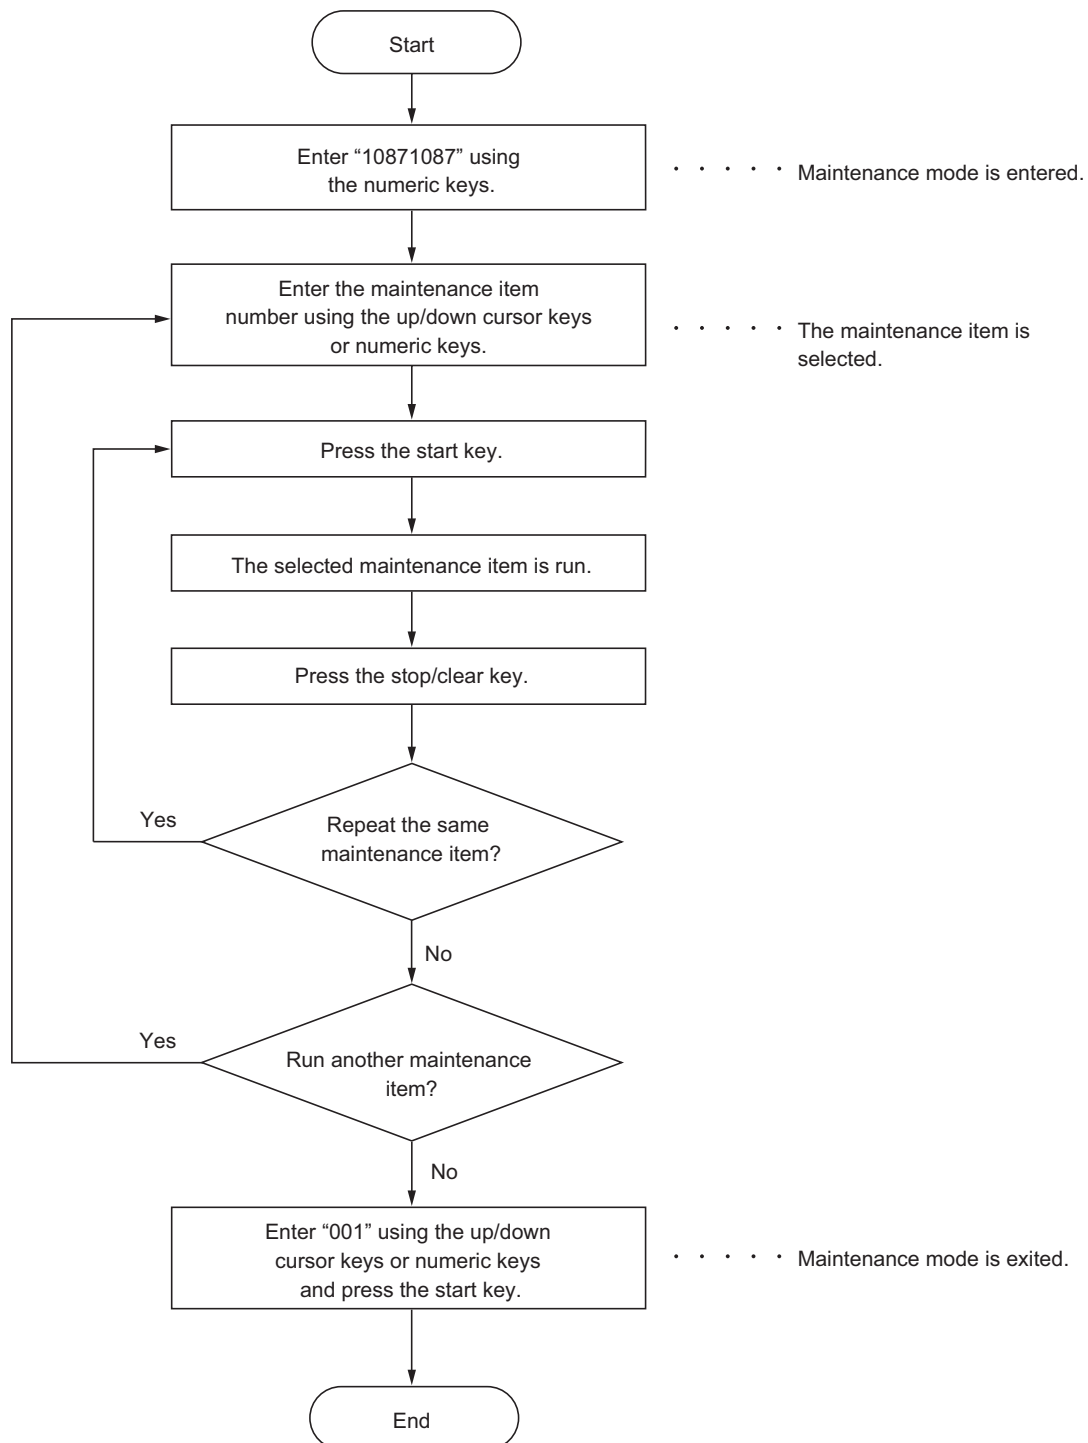 Start
Enter “10871087” using
the numeric keys.
Maintenance mode is entered.
Enter the maintenance item
number using the up/down cursor keys
or numeric keys.
The maintenance item is
selected.
Press the start key.
The selected maintenance item is run.
Press the stop/clear key.
Yes
Repeat the same
maintenance item?
No
Yes
Run another maintenance
item?
No
Enter “001” using the up/down
cursor keys or numeric keys
and press the start key.
Maintenance mode is exited.
End